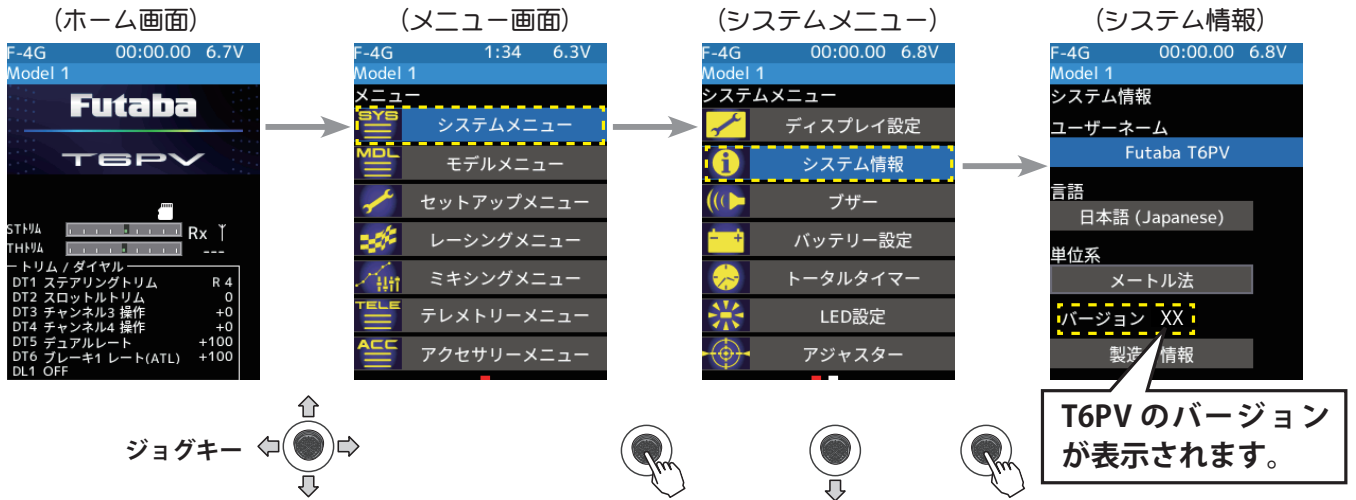 (ホーム画面)
F-4G 00:00.00 6.7V
Model 1
Futaba
T6PV
STトリム
Rx
THトリム
---
トリム / ダイヤル
DT1 ステアリングトリム R 4
DT2 スロットルトリム 0
DT3 チャンネル3 操作 +0
DT4 チャンネル4 操作 +0
DT5 デュアルレート +100
DT6 ブレーキ1 レート(ATL) +100
DL1 OFF
(メニュー画面)
F-4G 1:34 6.3V
Model 1
メニュー
SYS システムメニュー
MDL モデルメニュー
セットアップメニュー
レーシングメニュー
ミキシングメニュー
TELE テレメトリーメニュー
ACC アクセサリーメニュー
(システムメニュー)
F-4G 00:00.00 6.8V
Model 1
システムメニュー
ディスプレイ設定
システム情報
ブザー
バッテリー設定
トータルタイマー
LED設定
アジャスター
(システム情報)
F-4G 00:00.00 6.8V
Model 1
システム情報
ユーザーネーム
Futaba T6PV
言語
日本語 (Japanese)
単位系
メートル法
バージョン XX
製造 情報
T6PV のバージョン
が表示されます。
ジョグキー